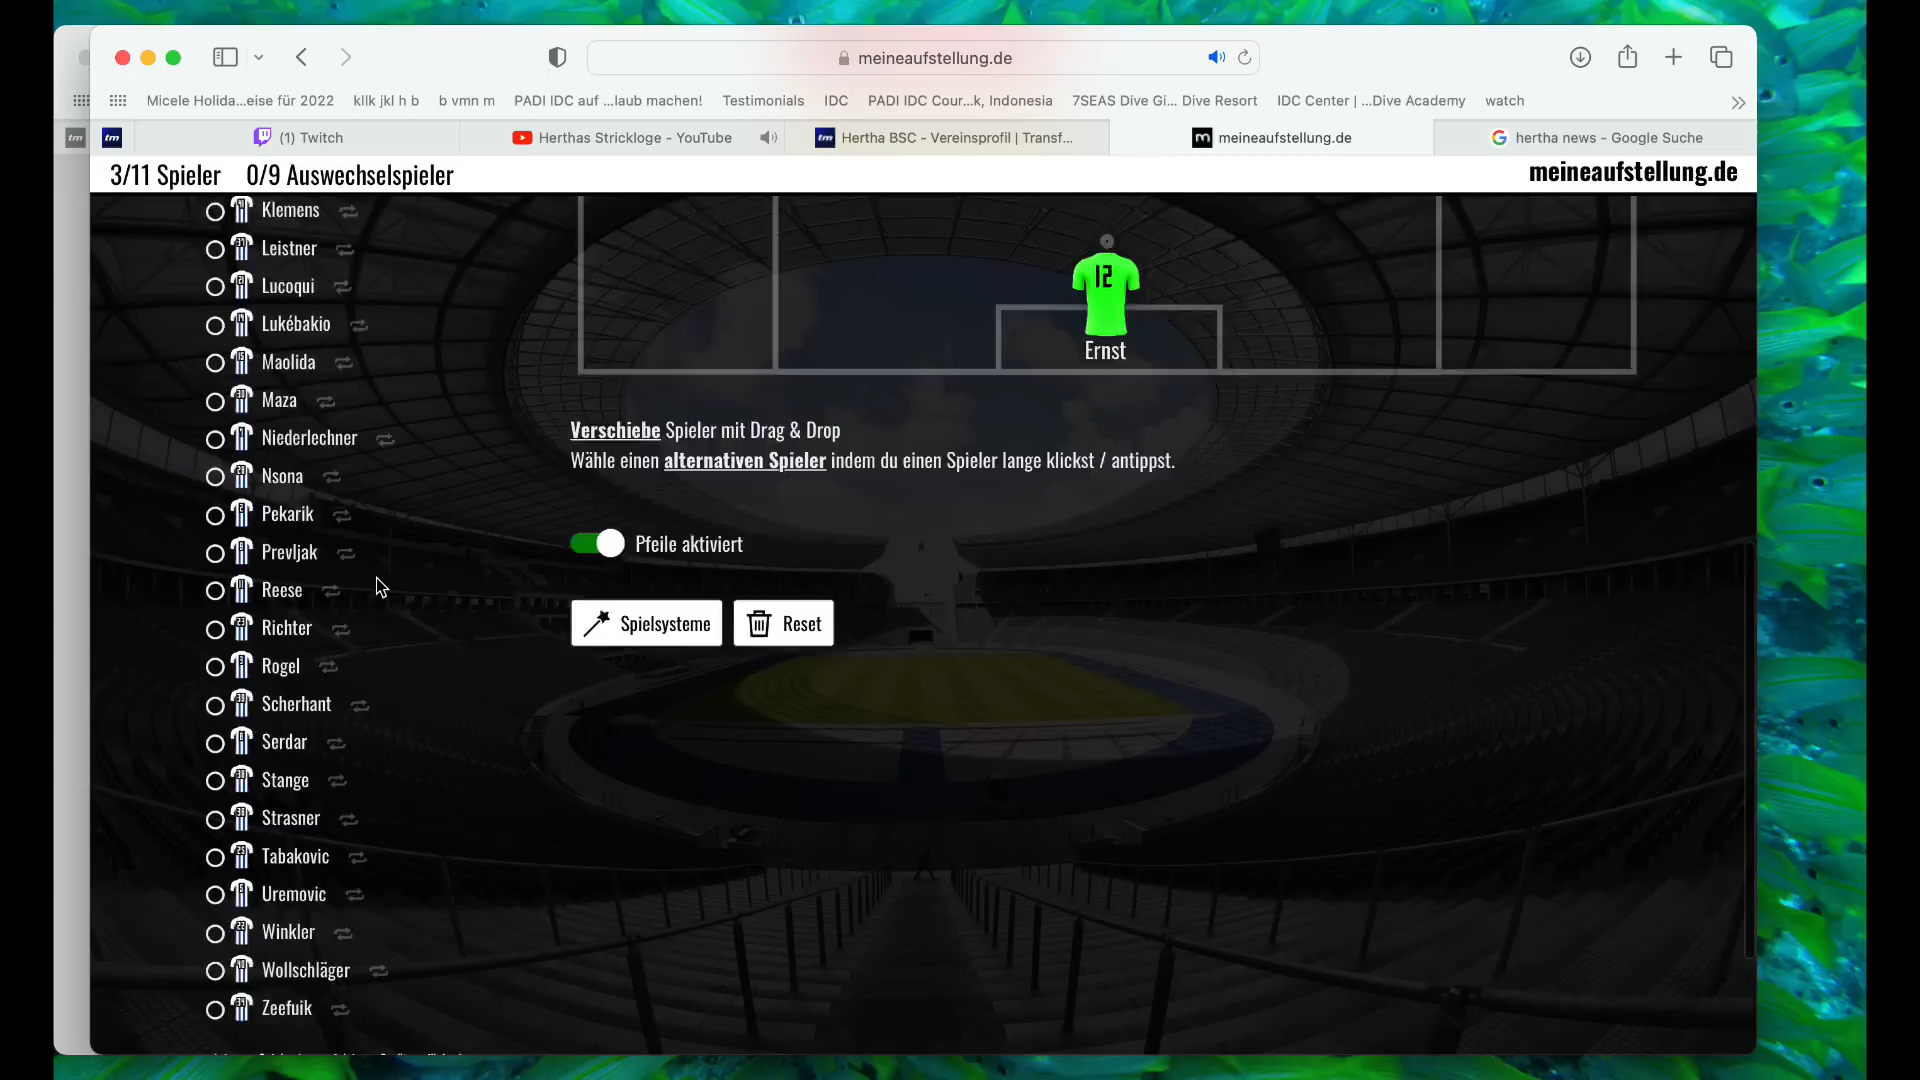 meineaufstellung.de
Micele Holida...eise für 2022
kllk jkl h b
b vmn m
PADI IDC auf ...laub machen!
Testimonials
IDC
PADI IDC Cour...k, Indonesia
7SEAS Dive Gi... Dive Resort
IDC Center | ...Dive Academy
watch
tm
tm
(1) Twitch
Herthas Strickloge - YouTube
tm
Hertha BSC - Vereinsprofil | Transf...
m
meineaufstellung.de
G
hertha news - Google Suche
3/11 Spieler
0/9 Auswechselspieler
meineaufstellung.de
Klemens
Leistner
Lucoqui
Lukébakio
Maolida
Maza
Niederlechner
Nsona
Pekarik
Prevljak
Reese
Richter
Rogel
Scherhant
Serdar
Stange
Strasner
Tabakovic
Uremovic
Winkler
Wollschläger
Zeefuik
12
Ernst
Verschiebe Spieler mit Drag & Drop
Wähle einen alternativen Spieler indem du einen Spieler lange klickst / antippst.
Pfeile aktiviert
Spielsysteme
Reset